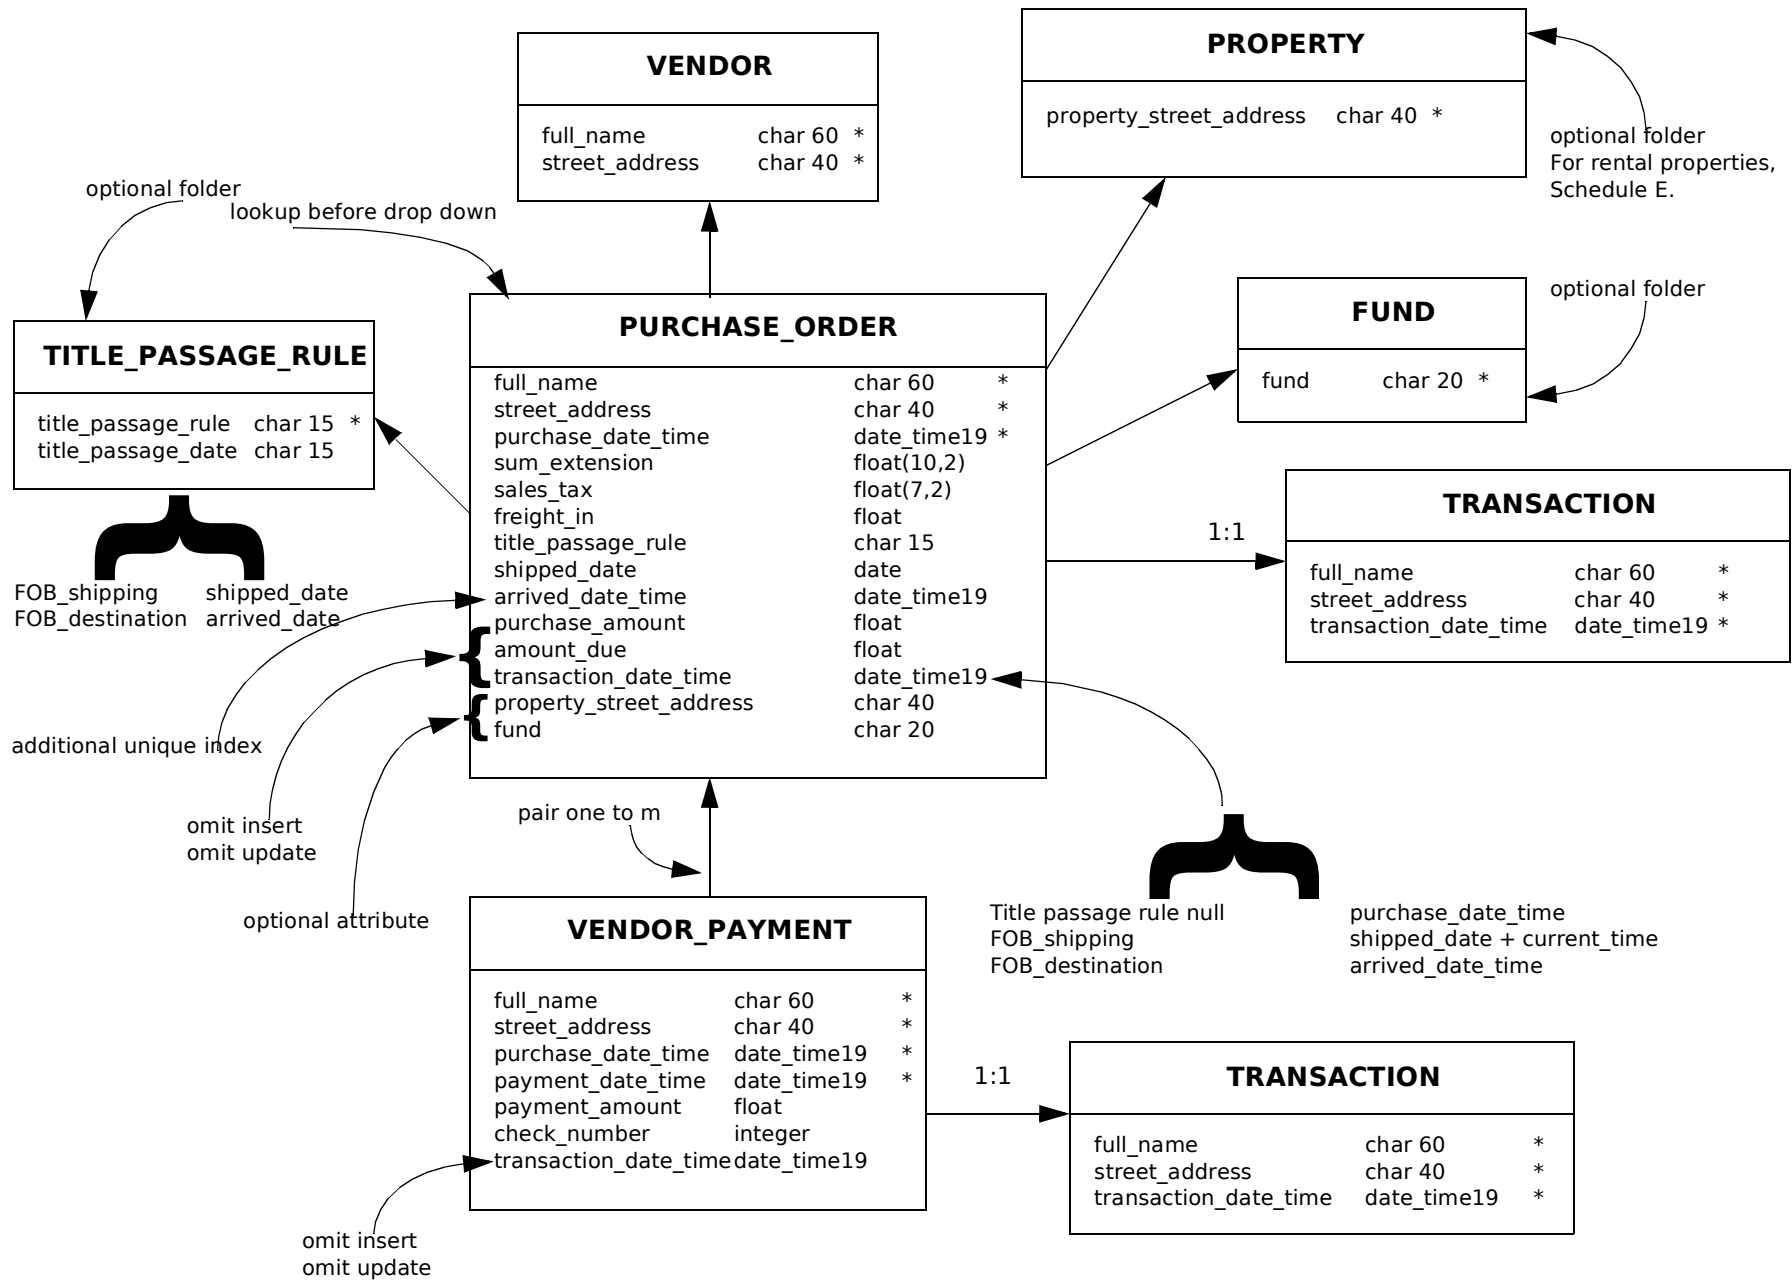 PROPERTY
property_street_address char 40 *
optional folder
For rental properties,
Schedule E.
VENDOR
full_name char 60 *
street_address char 40 *
optional folder
lookup before drop down
FUND
fund char 20 *
optional folder
TITLE_PASSAGE_RULE
title_passage_rule char 15 *
title_passage_date char 15
FOB_shipping shipped_date
FOB_destination arrived_date
PURCHASE_ORDER
full_name char 60 *
street_address char 40 *
purchase_date_time date_time19 *
sum_extension float(10,2)
sales_tax float(7,2)
freight_in float
title_passage_rule char 15
shipped_date date
arrived_date_time date_time19
purchase_amount float
amount_due float
transaction_date_time date_time19
property_street_address char 40
fund char 20
1:1
TRANSACTION
full_name char 60 *
street_address char 40 *
transaction_date_time date_time19 *
additional unique index
omit insert
omit update
optional attribute
pair one to m
Title passage rule null purchase_date_time
FOB_shipping shipped_date + current_time
FOB_destination arrived_date_time
VENDOR_PAYMENT
full_name char 60 *
street_address char 40 *
purchase_date_time date_time19 *
payment_date_time date_time19 *
payment_amount float
check_number integer
transaction_date_time date_time19
omit insert
omit update
1:1
TRANSACTION
full_name char 60 *
street_address char 40 *
transaction_date_time date_time19 *